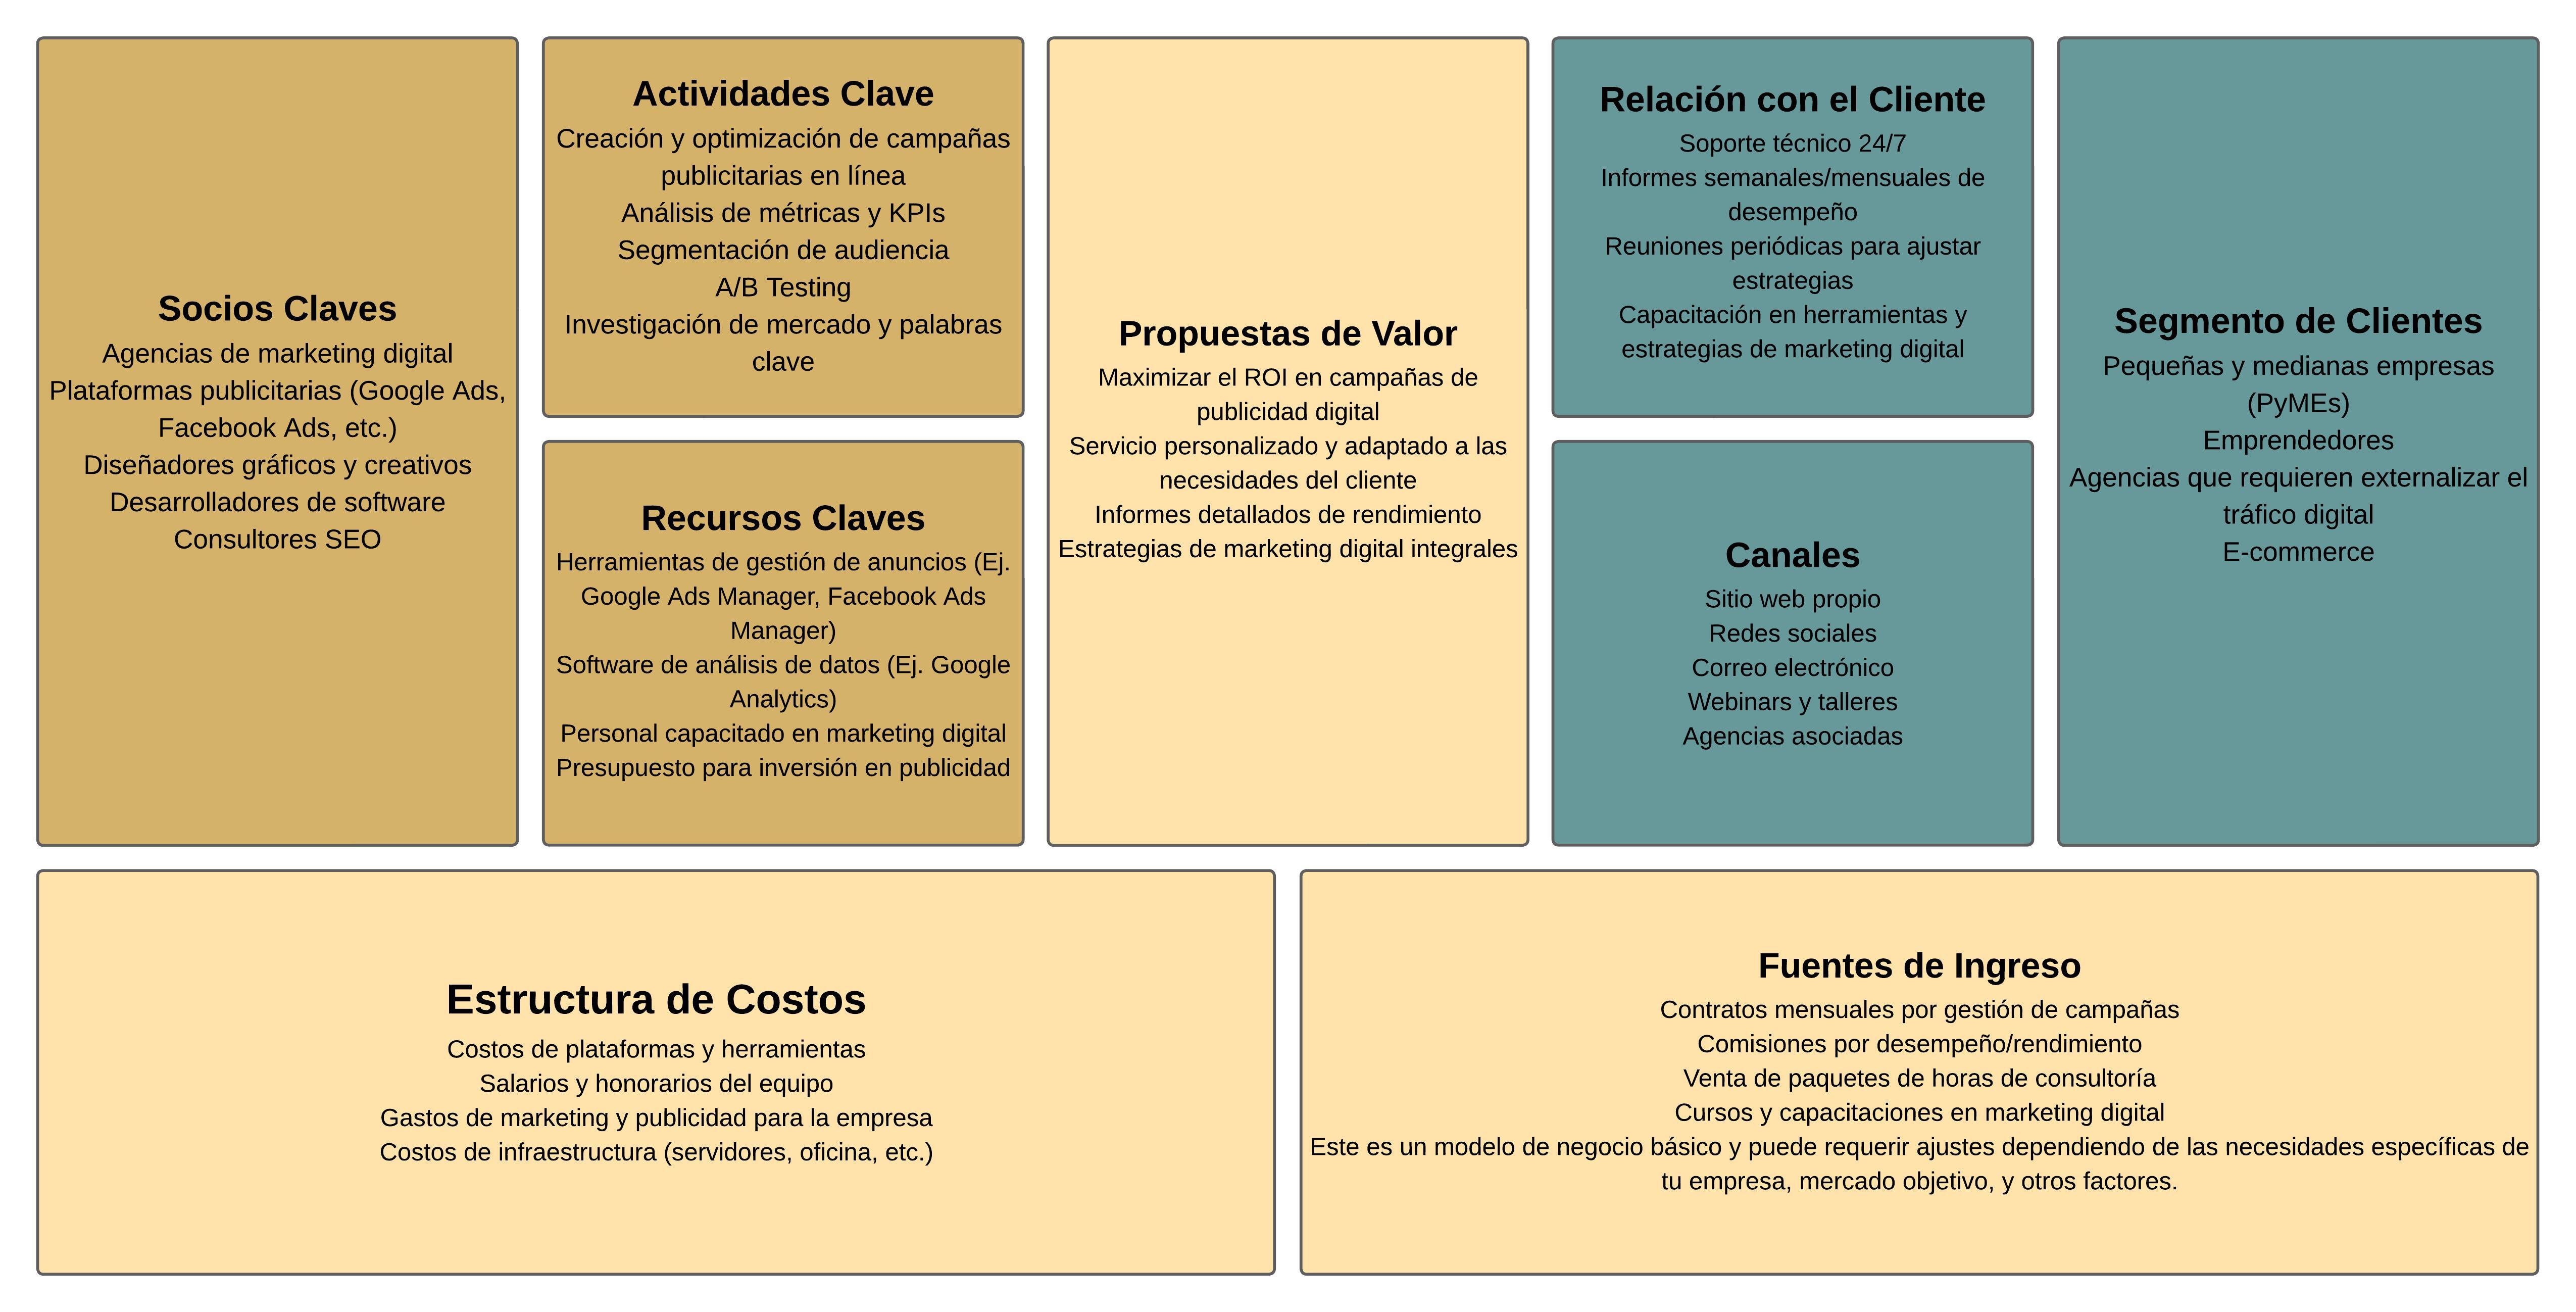 Socios Claves
Agencias de marketing digital
Plataformas publicitarias (Google Ads,
Facebook Ads, etc.)
Diseñadores gráficos y creativos
Desarrolladores de software
Consultores SEO
Actividades Clave
Creación y optimización de campañas
publicitarias en línea
Análisis de métricas y KPIs
Segmentación de audiencia
A/B Testing
Investigación de mercado y palabras
clave
Recursos Claves
Herramientas de gestión de anuncios (Ej.
Google Ads Manager, Facebook Ads
Manager)
Software de análisis de datos (Ej. Google
Analytics)
Personal capacitado en marketing digital
Presupuesto para inversión en publicidad
Propuestas de Valor
Maximizar el ROI en campañas de
publicidad digital
Servicio personalizado y adaptado a las
necesidades del cliente
Informes detallados de rendimiento
Estrategias de marketing digital integrales
Relación con el Cliente
Soporte técnico 24/7
Informes semanales/mensuales de
desempeño
Reuniones periódicas para ajustar
estrategias
Capacitación en herramientas y
estrategias de marketing digital
Canales
Sitio web propio
Redes sociales
Correo electrónico
Webinars y talleres
Agencias asociadas
Segmento de Clientes
Pequeñas y medianas empresas
(PyMEs)
Emprendedores
Agencias que requieren externalizar el
tráfico digital
E-commerce
Estructura de Costos
Costos de plataformas y herramientas
Salarios y honorarios del equipo
Gastos de marketing y publicidad para la empresa
Costos de infraestructura (servidores, oficina, etc.)
Fuentes de Ingreso
Contratos mensuales por gestión de campañas
Comisiones por desempeño/rendimiento
Venta de paquetes de horas de consultoría
Cursos y capacitaciones en marketing digital
Este es un modelo de negocio básico y puede requerir ajustes dependiendo de las necesidades específicas de
tu empresa, mercado objetivo, y otros factores.